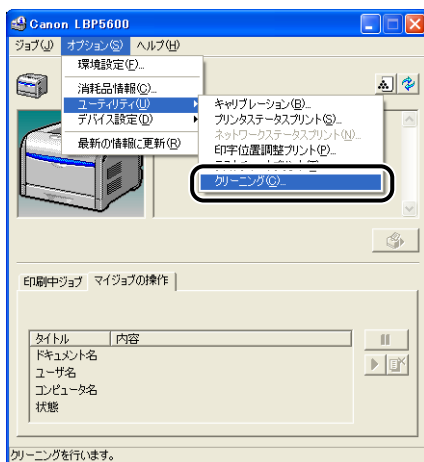 Canon LBP5600
ジョブ(J) オプション(S) ヘルプ(H)
環境設定(F)...
消耗品情報(C)...
ユーティリティ(U)
デバイス設定(D)
最新の情報に更新(R)
キャリブレーション(B)...
プリンタステータスプリント(S)...
ネットワークステータスプリント(N)...
印字位置調整プリント(P)...
クリーニング(C)...
印刷中ジョブ マイジョブの操作
タイトル 内容
ドキュメント名
ユーザ名
コンピュータ名
状態
クリーニングを行います。